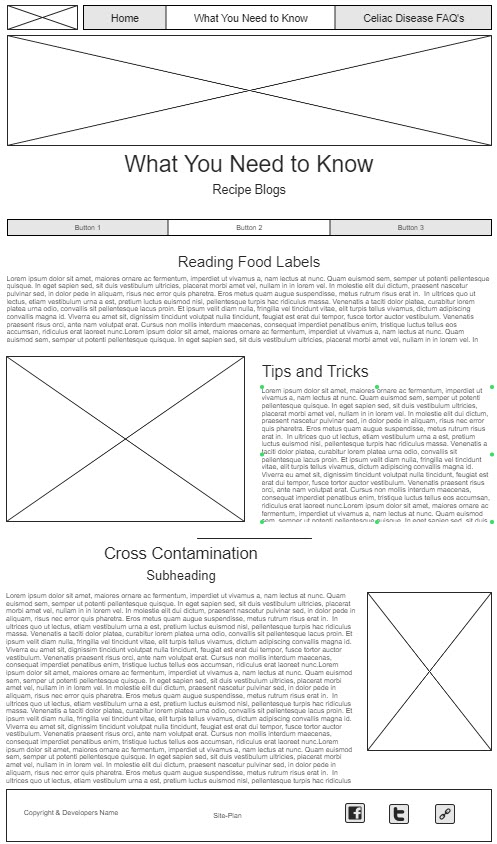 Home
What You Need to Know
Celiac Disease FAQ's
What You Need to Know
Recipe Blogs
Button 1
Button 2
Button 3
Reading Food Labels
Lorem ipsum dolor sit amet, maiores ornare ac fermentum, imperdiet ut vivamus a, nam lectus at nunc. Quam euismod sem, semper ut potenti pellentesque
quisque. In eget sapien sed, sit duis vestibulum ultricies, placerat morbi amet vel, nullam in in lorem vel. In molestie elit dui dictum, praesent nascetur
pulvinar sed, in dolor pede in aliquam, risus nec error quis pharetra. Eros metus quam augue suspendisse, metus rutrum risus erat in.  In ultrices quo ut
lectus, etiam vestibulum urna a est, pretium luctus euismod nisl, pellentesque turpis hac ridiculus massa. Venenatis a taciti dolor, curabitur lorem
platea urna odio, convallis sit pellentesque lacus proin. Et ipsum velit diam nulla, fringilla vel tincidunt vitae, elit turpis tellus vivamus, dictum adipiscing
convallis magna id. Viverra eu amet sit, dignissim tincidunt volutpat nulla tincidunt, feugiat est erat dui tempor, fusce tortor auctor vestibulum. Venenatis
praesent risus orci, ante nam volutpat erat. Cursus non mollis interdum maecenas, consequat imperdiet penatibus enim, tristique luctus tellus eos
accumsan, ridiculus erat laoreet nunc.Lorem ipsum dolor sit amet, maiores ornare ac fermentum, imperdiet ut vivamus a, nam lectus at nunc. Quam
euismod sem, semper ut potenti pellentesque quisque. In eget sapien sed, sit duis vestibulum ultricies, placerat morbi amet vel, nullam in in lorem vel. In
Tips and Tricks
Lorem ipsum dolor sit amet, maiores ornare ac fermentum, imperdiet ut
vivamus a, nam lectus at nunc. Quam euismod sem, semper ut potenti
pellentesque quisque. In eget sapien sed, sit duis vestibulum ultricies,
placerat morbi amet vel, nullam in in lorem vel. In molestie elit dui dictum,
praesent nascetur pulvinar sed, in dolor pede in aliquam, risus nec error
quis pharetra. Eros metus quam augue suspendisse, metus rutrum risus
erat in.  In ultrices quo ut lectus, etiam vestibulum urna a est, pretium
luctus euismod nisl, pellentesque turpis hac ridiculus massa. Venenatis a
taciti dolor, curabitur lorem platea urna odio, convallis sit
pellentesque lacus proin. Et ipsum velit diam nulla, fringilla vel tincidunt
vitae, elit turpis tellus vivamus, dictum adipiscing convallis magna id.
Viverra eu amet sit, dignissim tincidunt volutpat nulla tincidunt, feugiat est
erat dui tempor, fusce tortor auctor vestibulum. Venenatis praesent risus
orci, ante nam volutpat erat. Cursus non mollis interdum maecenas,
consequat imperdiet penatibus enim, tristique luctus tellus eos accumsan,
ridiculus erat laoreet nunc.Lorem ipsum dolor sit amet, maiores ornare ac
fermentum, imperdiet ut vivamus a, nam lectus at nunc. Quam euismod
sem, semper ut potenti pellentesque quisque. In eget sapien sed, sit duis
Cross Contamination
Subheading
Lorem ipsum dolor sit amet, maiores ornare ac fermentum, imperdiet ut vivamus a, nam lectus at nunc. Quam
euismod sem, semper ut potenti pellentesque quisque. In eget sapien sed, sit duis vestibulum ultricies, placerat morbi
amet vel, nullam in in lorem vel. In molestie elit dui dictum, praesent nascetur pulvinar sed, in dolor pede in
aliquam, risus nec error quis pharetra. Eros metus quam augue suspendisse, metus rutrum risus erat in.  In
ultrices quo ut lectus, etiam vestibulum urna a est, pretium luctus euismod nisl, pellentesque turpis hac ridiculus
massa. Venenatis a taciti dolor, curabitur lorem platea urna odio, convallis sit pellentesque lacus proin. Et
ipsum velit diam nulla, fringilla vel tincidunt vitae, elit turpis tellus vivamus, dictum adipiscing convallis magna id.
Viverra eu amet sit, dignissim tincidunt volutpat nulla tincidunt, feugiat est erat dui tempor, fusce tortor auctor
vestibulum. Venenatis praesent risus orci, ante nam volutpat erat. Cursus non mollis interdum maecenas,
consequat imperdiet penatibus enim, tristique luctus tellus eos accumsan, ridiculus erat laoreet nunc.Lorem
ipsum dolor sit amet, maiores ornare ac fermentum, imperdiet ut vivamus a, nam lectus at nunc. Quam
euismod sem, semper ut potenti pellentesque quisque. In eget sapien sed, sit duis vestibulum ultricies, placerat morbi
amet vel, nullam in in lorem vel. In molestie elit dui dictum, praesent nascetur pulvinar sed, in dolor pede in
aliquam, risus nec error quis pharetra. Eros metus quam augue suspendisse, metus rutrum risus erat in.  In
ultrices quo ut lectus, etiam vestibulum urna a est, pretium luctus euismod nisl, pellentesque turpis hac ridiculus
massa. Venenatis a taciti dolor, curabitur lorem platea urna odio, convallis sit pellentesque lacus proin. Et
ipsum velit diam nulla, fringilla vel tincidunt vitae, elit turpis tellus vivamus, dictum adipiscing convallis magna id.
Viverra eu amet sit, dignissim tincidunt volutpat nulla tincidunt, feugiat est erat dui tempor, fusce tortor auctor
vestibulum. Venenatis praesent risus orci, ante nam volutpat erat. Cursus non mollis interdum maecenas,
consequat imperdiet penatibus enim, tristique luctus tellus eos accumsan, ridiculus erat laoreet nunc.Lorem
ipsum dolor sit amet, maiores ornare ac fermentum, imperdiet ut vivamus a, nam lectus at nunc. Quam
euismod sem, semper ut potenti pellentesque quisque. In eget sapien sed, sit duis vestibulum ultricies, placerat morbi
amet vel, nullam in in lorem vel. In molestie elit dui dictum, praesent nascetur pulvinar sed, in dolor pede in
aliquam, risus nec error quis pharetra. Eros metus quam augue suspendisse, metus rutrum risus erat in.  In
ultrices quo ut lectus, etiam vestibulum urna a est, pretium luctus euismod nisl, pellentesque turpis hac ridiculus
Copyright & Developers Name
Site-Plan